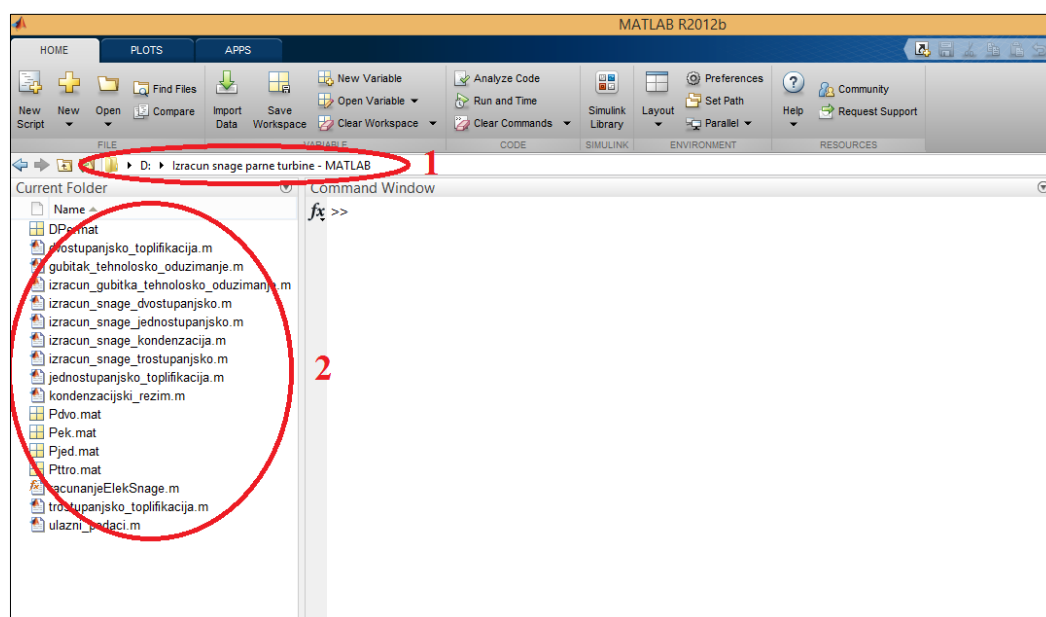 MATLAB R2012b
HOME PLOTS APPS
New Script
New
Open
Find Files
Compare
Import Data
Save Workspace
New Variable
Open Variable
Clear Workspace
Analyze Code
Run and Time
Clear Commands
Simulink Library
Layout
Preferences
Set Path
Parallel
Help
Community
Request Support
FILE VARIABLE CODE SIMULINK ENVIRONMENT RESOURCES
D: Izracun snage parne turbine - MATLAB 1
Current Folder
Name
DPe.mat
dvostupanjsko_toplifikacija.m
gubitak_tehnolosko_oduzimanje.m
izracun_gubitka_tehnolosko_oduzimanje.m
izracun_snage_dvostupanjsko.m
izracun_snage_jednostupanjsko.m
izracun_snage_kondenzacija.m
izracun_snage_trostupanjsko.m
jednostupanjsko_toplifikacija.m
kondenzacijski_rezim.m
Pdvo.mat
Pek.mat
Pjed.mat
Pttro.mat
racunanjeElekSnage.m
trostupanjsko_toplifikacija.m
ulazni_podaci.m
2
Command Window
fx >>